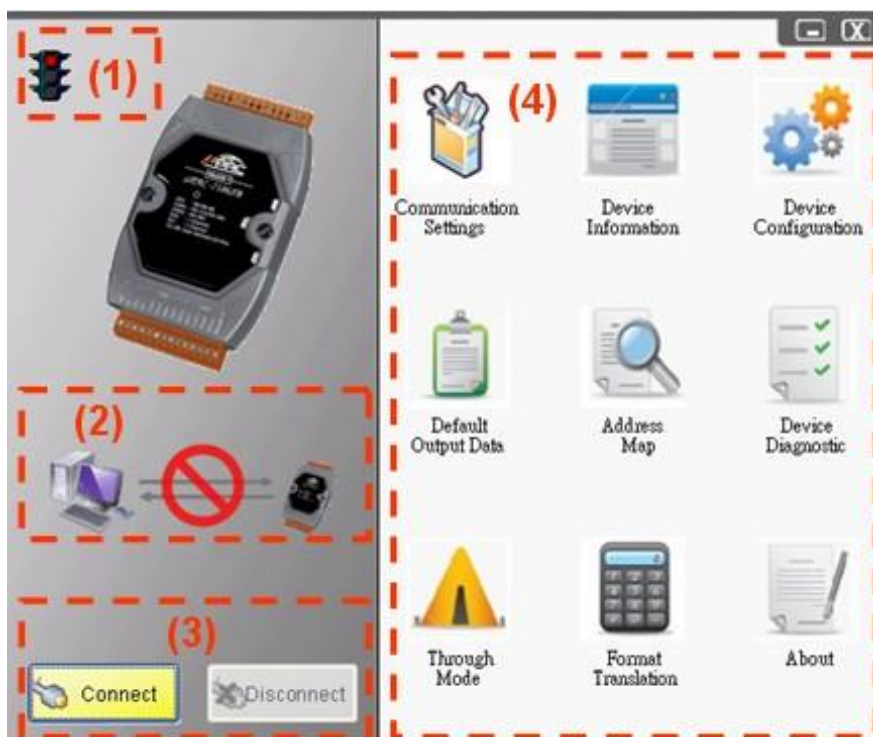 (1)
(2)
(3)
Connect
Disconnect
(4)
Communication
Settings
Device
Information
Device
Configuration
Default
Output Data
Address
Map
Device
Diagnostic
Through
Mode
Format
Translation
About